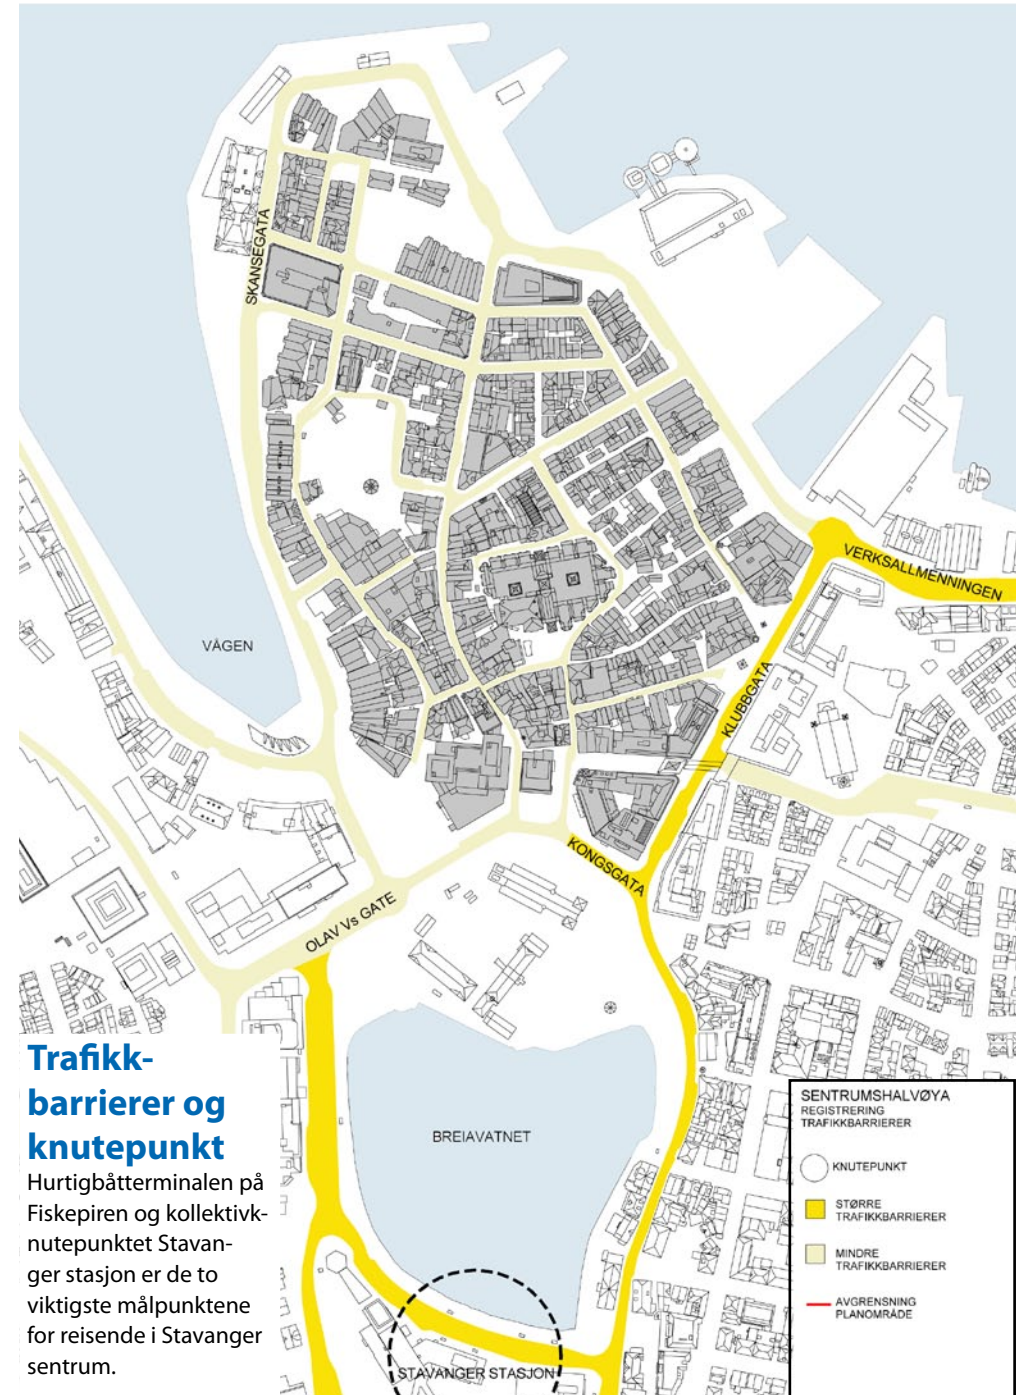 SKANSEGATA
VÅGEN
VERKSALLMENNINGEN
KLUBBGATA
KONGSGATA
OLAV Vs GATE
BREIAVATNET
STAVANGER STASJON
Trafikk-
barrierer og
knutepunkt
Hurtigbåtterminalen på
Fiskepiren og kollektivk-
nutepunktet Stavan-
ger stasjon er de to
viktigste målpunktene
for reisende i Stavanger
sentrum.
SENTRUMSHALVØYA
REGISTRERING
TRAFIKKBARRIERER
KNUTEPUNKT
STØRRE
TRAFIKKBARRIERER
MINDRE
TRAFIKKBARRIERER
AVGRENSNING
PLANOMRÅDE